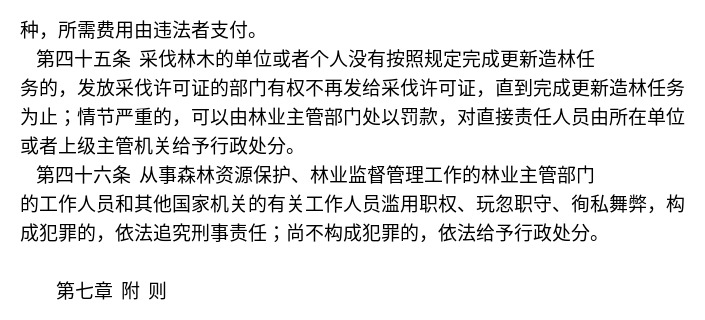 种，所需费用由违法者支付。
第四十五条 采伐林木的单位或者个人没有按照规定完成更新造林任
务的，发放采伐许可证的部门有权不再发给采伐许可证，直到完成更新造林任务
为止；情节严重的，可以由林业主管部门处以罚款，对直接责任人员由所在单位
或者上级主管机关给予行政处分。
第四十六条 从事森林资源保护、林业监督管理工作的林业主管部门
的工作人员和其他国家机关的有关工作人员滥用职权、玩忽职守、徇私舞弊，构
成犯罪的，依法追究刑事责任；尚不构成犯罪的，依法给予行政处分。
第七章 附 则